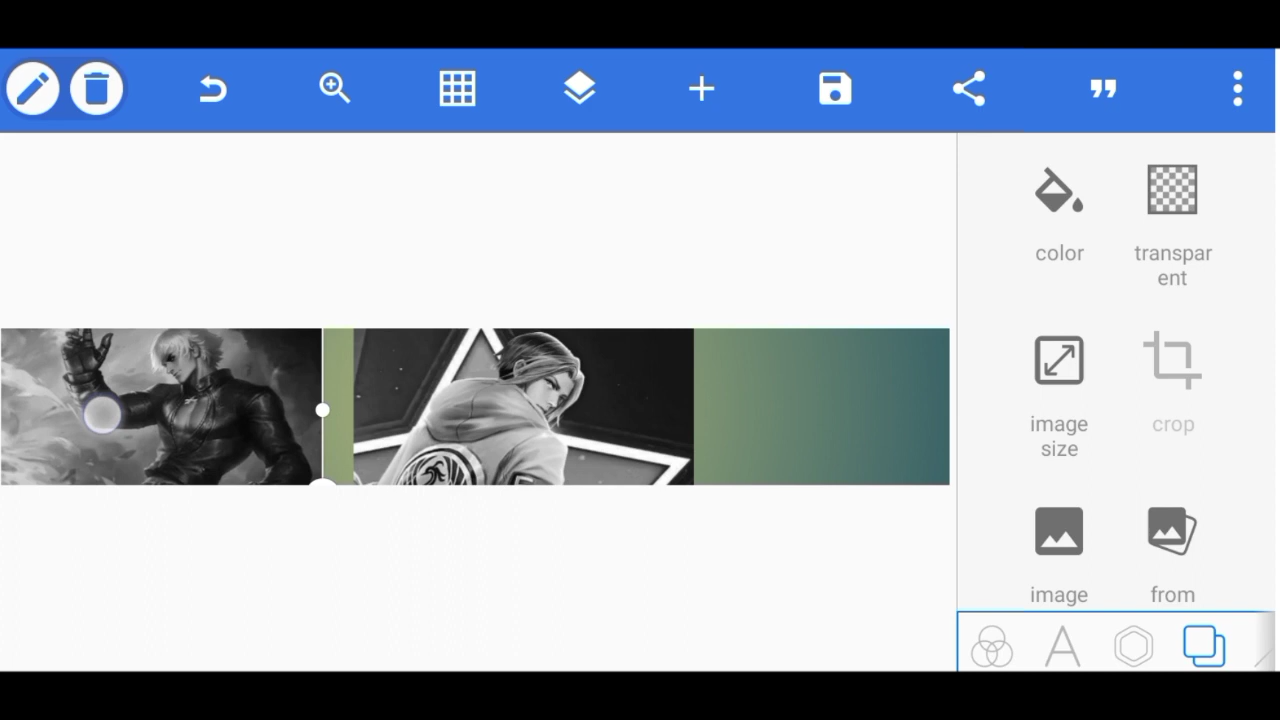 color
transpar
ent
image
size
crop
image
from